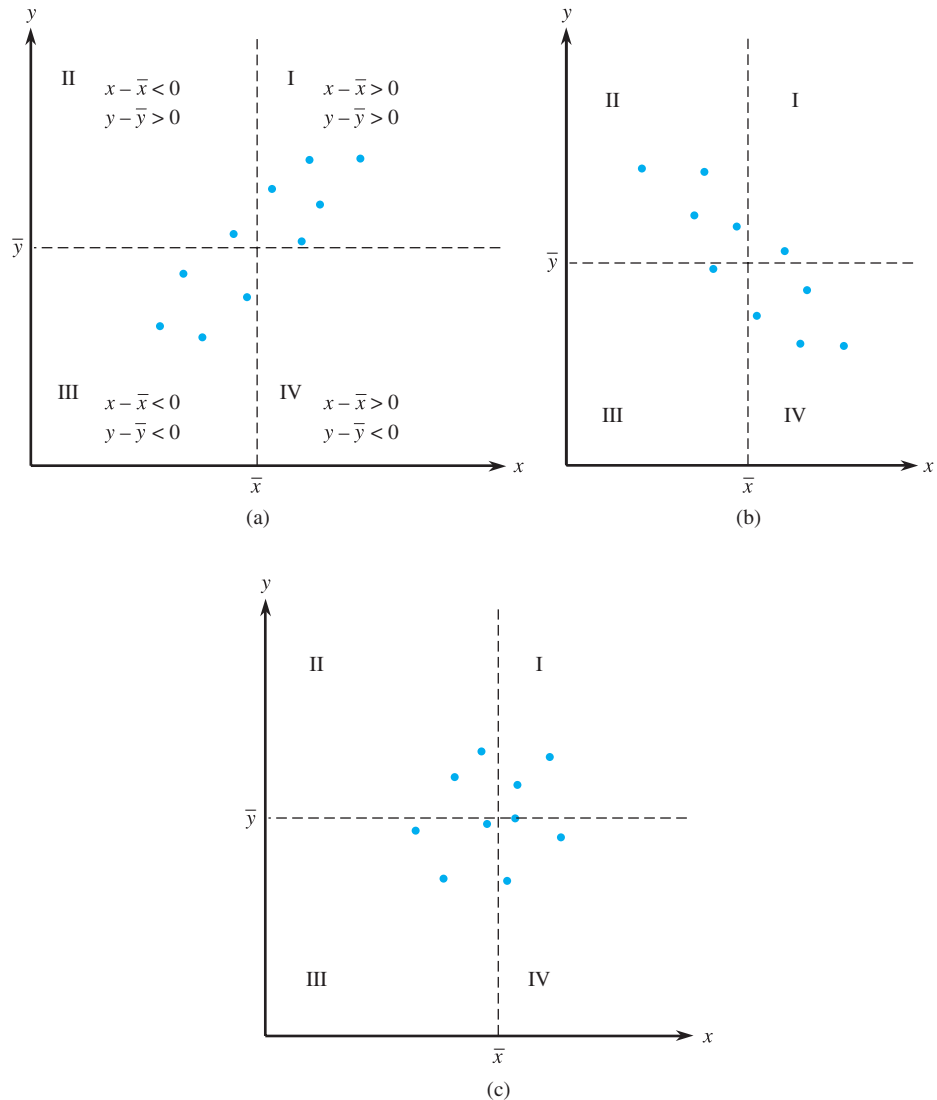 y
II
x – x̅ < 0
y – y̅ > 0
I
x – x̅ > 0
y – y̅ > 0
y̅
III
x – x̅ < 0
y – y̅ < 0
IV
x – x̅ > 0
y – y̅ < 0
x
x̅
(a)
y
II
I
y̅
III
IV
x
x̅
(b)
y
II
I
y̅
III
IV
x
x̅
(c)